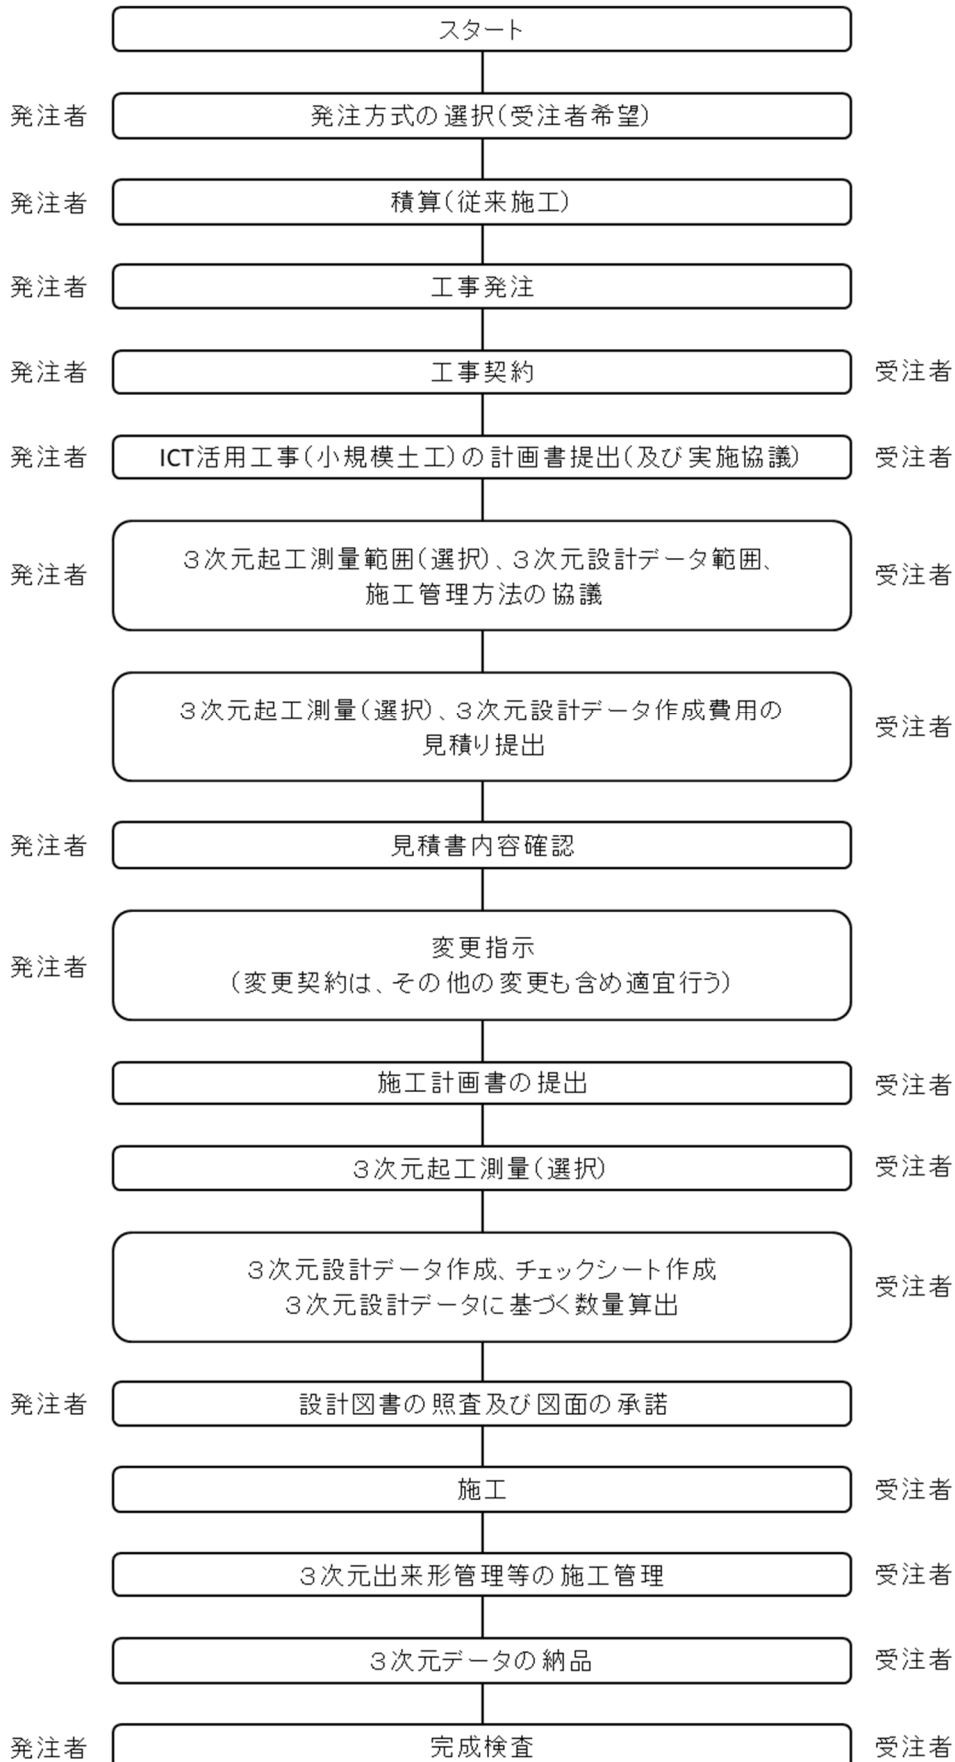 スタート
発注者 発注方式の選択(受注者希望)
発注者 積算(従来施工)
発注者 工事発注
発注者 工事契約 受注者
発注者 ICT活用工事(小規模土工)の計画書提出(及び実施協議) 受注者
3次元起工測量範囲(選択)、3次元設計データ範囲、
発注者 施工管理方法の協議 受注者
3次元起工測量(選択)、3次元設計データ作成費用の
見積り提出 受注者
発注者 見積書内容確認
変更指示
発注者 (変更契約は、その他の変更も含め適宜行う)
施工計画書の提出 受注者
3次元起工測量(選択) 受注者
3次元設計データ作成、チェックシート作成
3次元設計データに基づく数量算出 受注者
発注者 設計図書の照査及び図面の承諾
施工 受注者
3次元出来形管理等の施工管理 受注者
3次元データの納品 受注者
発注者 完成検査 受注者